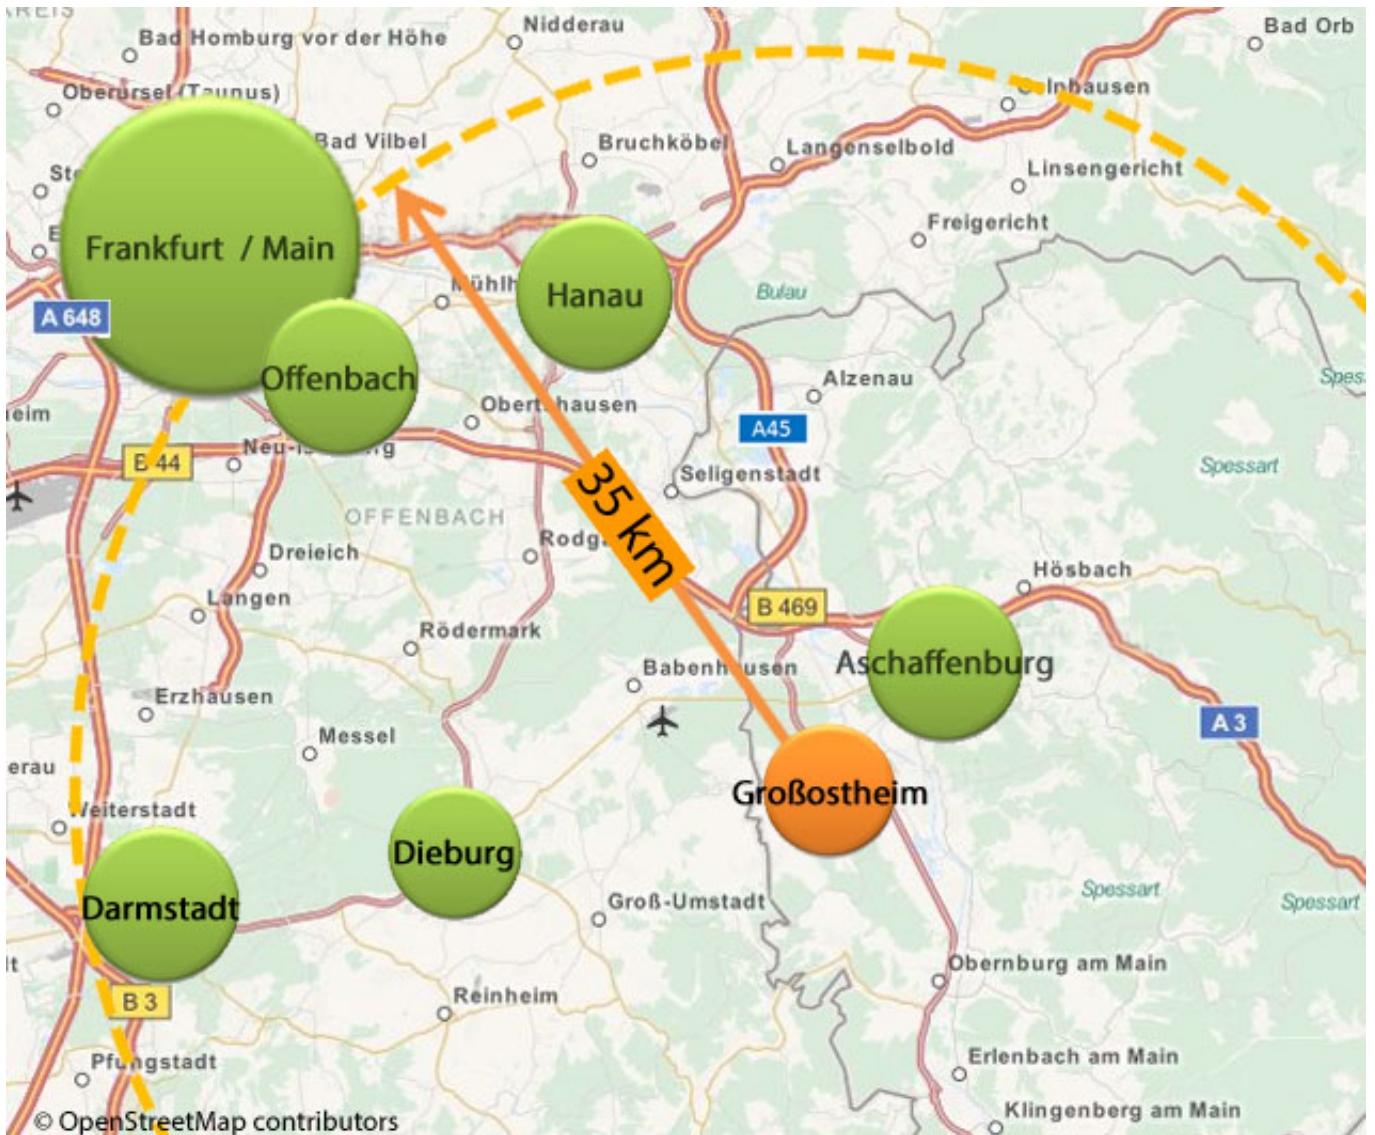 KREIS
Nidderau
Bad Orb
Bad Homburg vor der Höhe
Oberursel (Taunus)
Gelnhausen
Bad Vilbel
Bruchköbel
Langenselbold
Linsengericht
Freigericht
Frankfurt / Main
Hanau
Bulau
A 648
Offenbach
Alzenau
Obertshausen
A45
B 44
Seligenstadt
Spessart
35 km
OFFENBACH
Dreieich
Hösbach
Langen
B 469
Rödermark
Aschaffenburg
Babenhausen
Erzhausen
A 3
Messel
Großostheim
Weiterstadt
Dieburg
Spessart
Spessart
Darmstadt
Groß-Umstadt
Obernburg am Main
B 3
Reinheim
Pfungstadt
Erlenbach am Main
Klingenberg am Main
© OpenStreetMap contributors